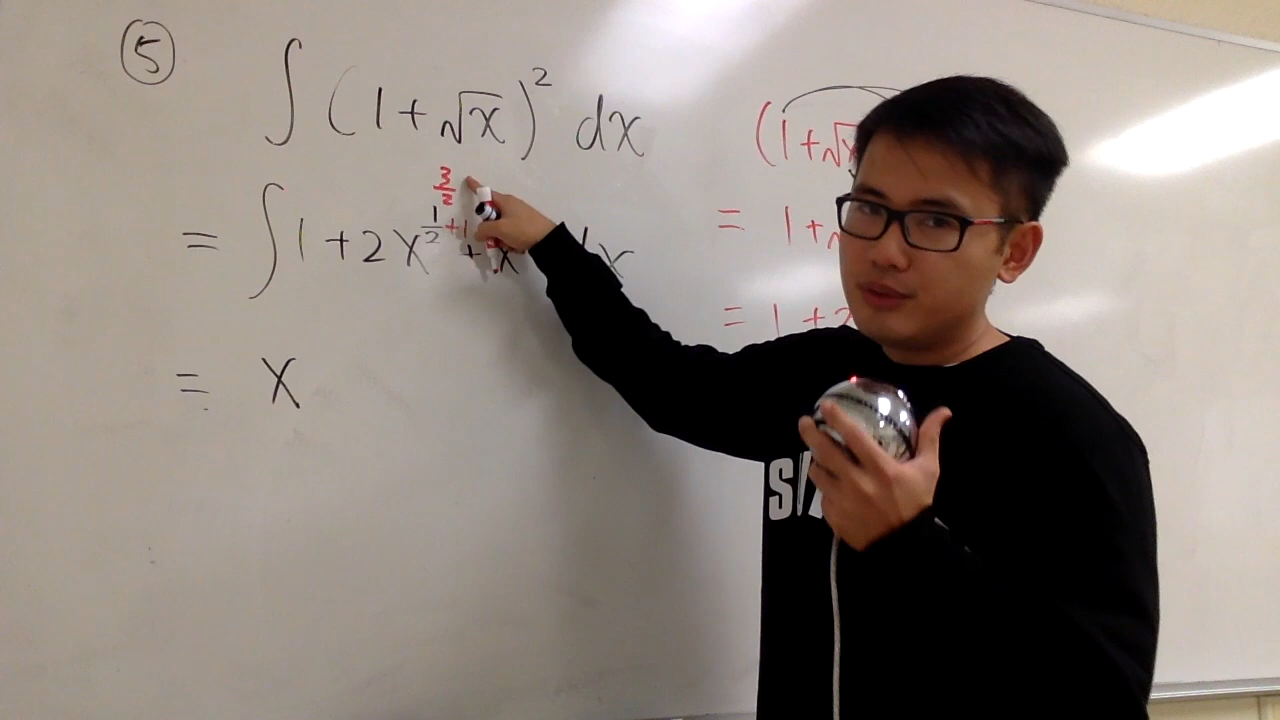 ⑤ ∫ (1 + √x)² dx
= ∫ 1 + 2x^(1/2 +1) + x dx
3/2
= x
(1 + √x
= 1 +
= 1 + 2
S